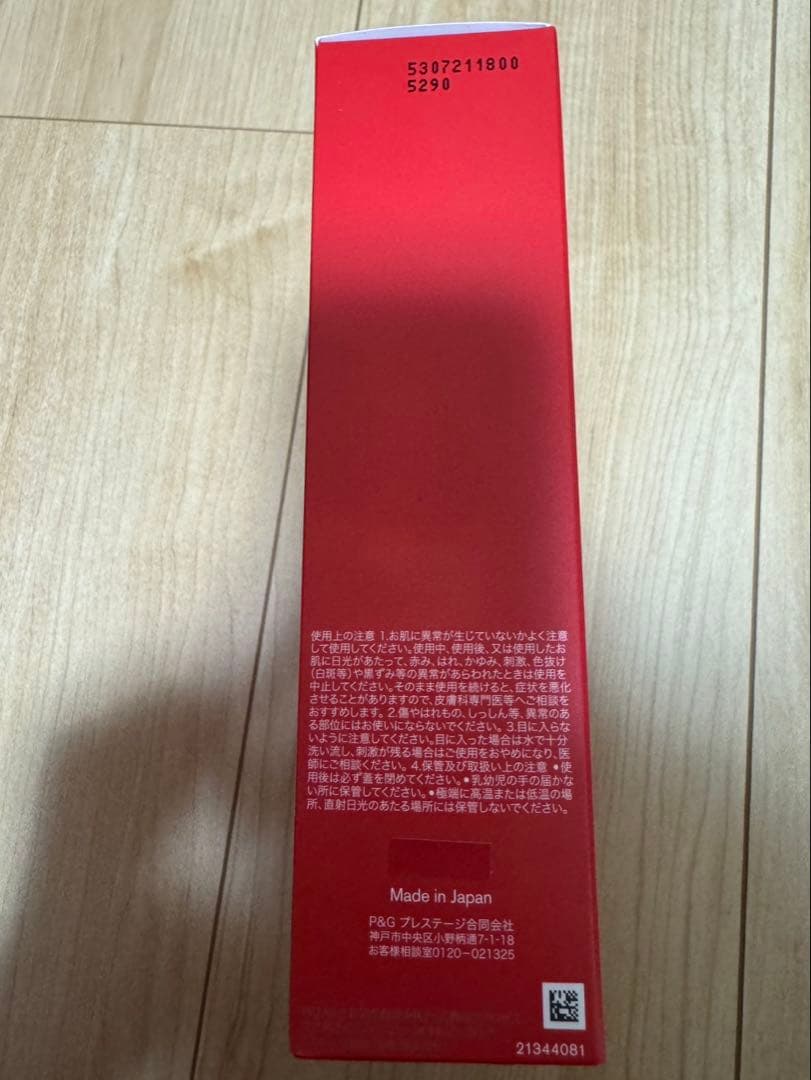 5307211800
5290
使用上の注意 1.お肌に異常が生じていないかよく注意
して使用してください。使用中、使用後、又は使用したお
肌に日光があたって、赤み、はれ、かゆみ、刺激、色抜け
(白斑等)や黒ずみ等の異常があらわれたときは使用を
中止してください。そのまま使用を続けると、症状を悪化
させることがありますので、皮膚科専門医等へご相談を
おすすめします。2.傷やはれもの、しっしん等、異常のあ
る部位にはお使いにならないでください。3.目に入らな
いように注意してください。目に入った場合は水で十分
洗い流し、刺激が残る場合はご使用をおやめになり、医
師にご相談ください。4.保管及び取扱い上の注意 ●使
用後は必ず蓋を閉めてください。●乳幼児の手の届かな
い所に保管してください。●極端に高温または低温の場
所、直射日光のあたる場所には保管しないでください。
Made in Japan
P&G プレステージ合同会社
神戸市中央区小野柄通7-1-18
お客様相談室0120-021325
21344081